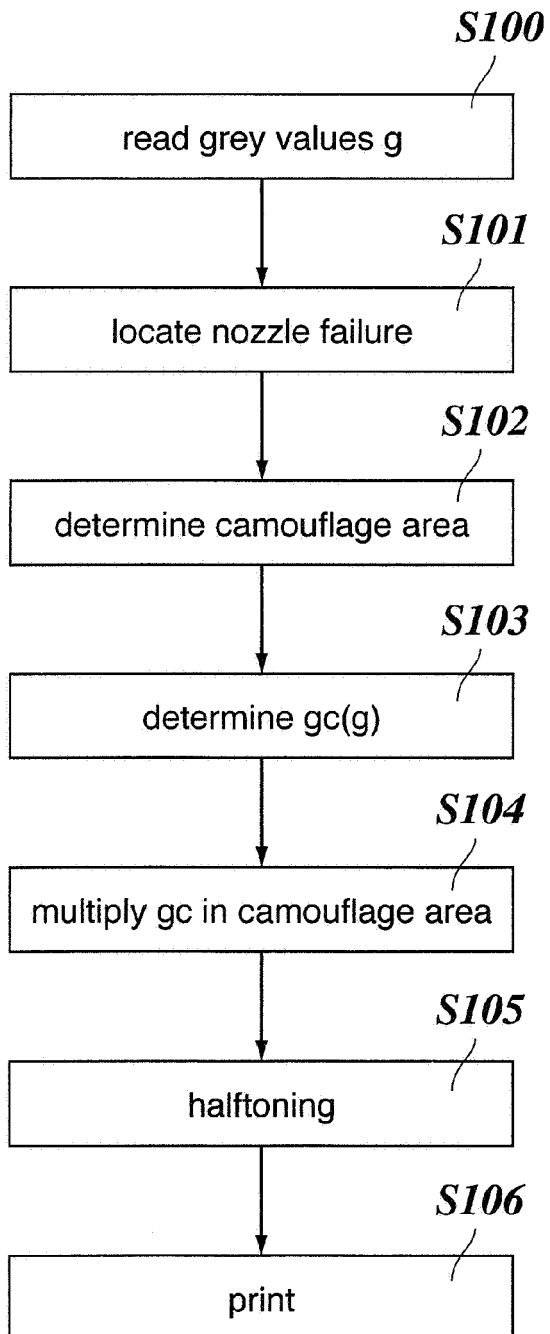 S100
read grey values g
S101
locate nozzle failure
S102
determine camouflage area
S103
determine gc(g)
S104
multiply gc in camouflage area
S105
halftoning
S106
print